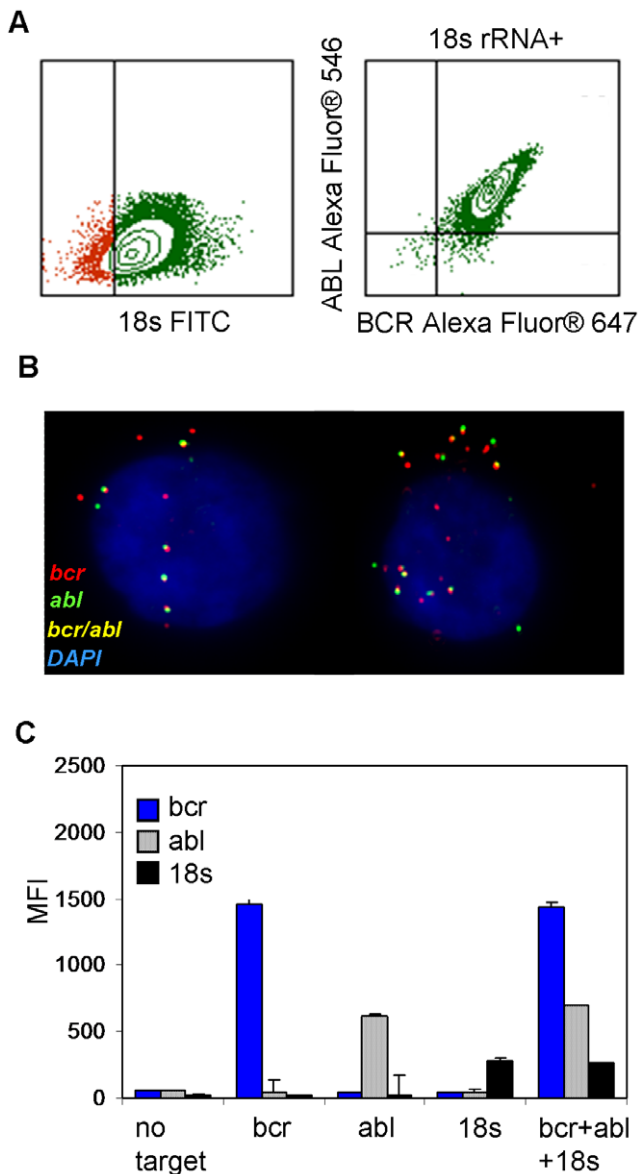 A
18s rRNA+
ABL Alexa Fluor® 546
18s FITC
BCR Alexa Fluor® 647
B
bcr
abl
bcr/abl
DAPI
C
2500
2000
1500
1000
500
0
MFI
bcr
abl
18s
no target
bcr
abl
18s
bcr+abl +18s